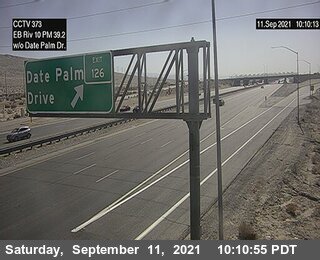 CCTV 373
EB Riv 10 PM 39.2
w/o Date Palm Dr.
11.Sep 2021 10:10:13
Date Palm
Drive
EXIT
126
Saturday, September 11, 2021 10:10:55 PDT